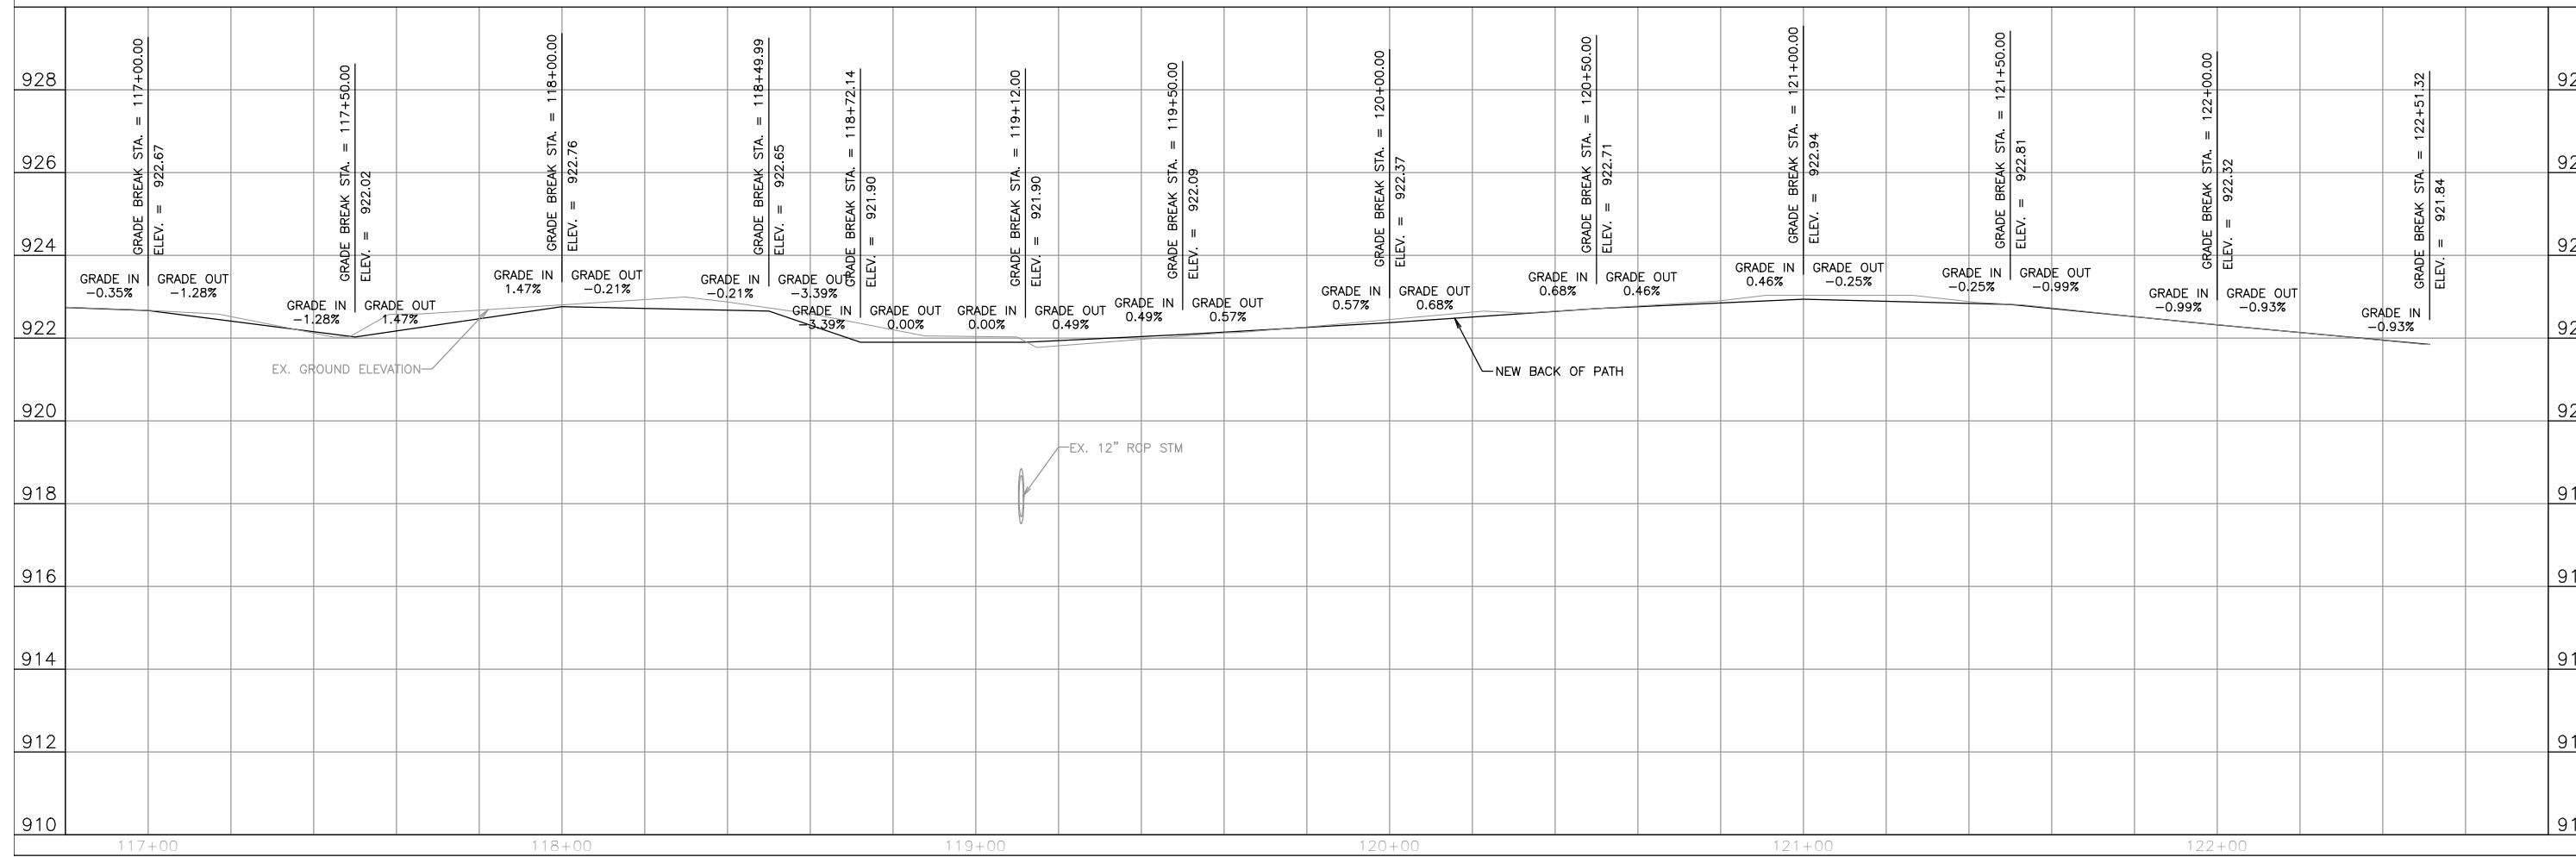 GRADE BREAK STA. = 117+00.00
ELEV. = 922.67
GRADE IN
-0.35%
GRADE OUT
-1.28%
GRADE BREAK STA. = 117+50.00
ELEV. = 922.02
GRADE IN
-1.28%
GRADE OUT
1.47%
GRADE BREAK STA. = 118+00.00
ELEV. = 922.76
GRADE IN
1.47%
GRADE OUT
-0.21%
GRADE BREAK STA. = 118+49.99
ELEV. = 922.65
GRADE IN
-0.21%
GRADE OUT
-3.39%
GRADE BREAK STA. = 118+72.14
ELEV. = 921.90
GRADE IN
-3.39%
GRADE OUT
0.00%
GRADE BREAK STA. = 119+12.00
ELEV. = 921.90
GRADE IN
0.00%
GRADE OUT
0.49%
GRADE BREAK STA. = 119+50.00
ELEV. = 922.09
GRADE IN
0.49%
GRADE OUT
0.57%
GRADE BREAK STA. = 120+00.00
ELEV. = 922.37
GRADE IN
0.57%
GRADE OUT
0.68%
GRADE BREAK STA. = 120+50.00
ELEV. = 922.71
GRADE IN
0.68%
GRADE OUT
0.46%
GRADE BREAK STA. = 121+00.00
ELEV. = 922.94
GRADE IN
0.46%
GRADE OUT
-0.25%
GRADE BREAK STA. = 121+50.00
ELEV. = 922.81
GRADE IN
-0.25%
GRADE OUT
-0.99%
GRADE BREAK STA. = 122+00.00
ELEV. = 922.32
GRADE IN
-0.99%
GRADE OUT
-0.93%
GRADE BREAK STA. = 122+51.32
ELEV. = 921.84
GRADE IN
-0.93%
EX. GROUND ELEVATION
NEW BACK OF PATH
EX. 12" RCP STM
928
926
924
922
920
918
916
914
912
910
92
92
92
92
92
91
91
91
91
91
117+00
118+00
119+00
120+00
121+00
122+00